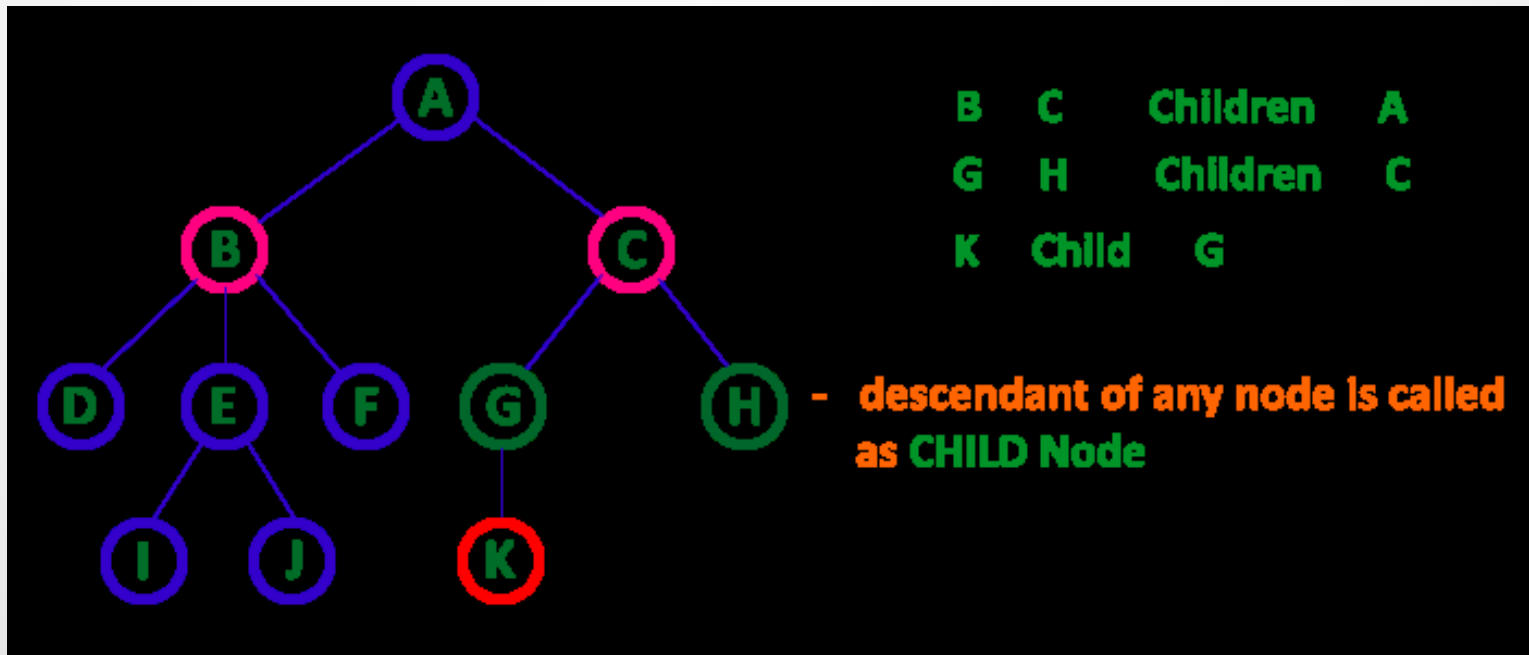 A
B C Children A
G H Children C
B C
K Child G
D E F G H
- descendant of any node is called
as CHILD Node
I J K